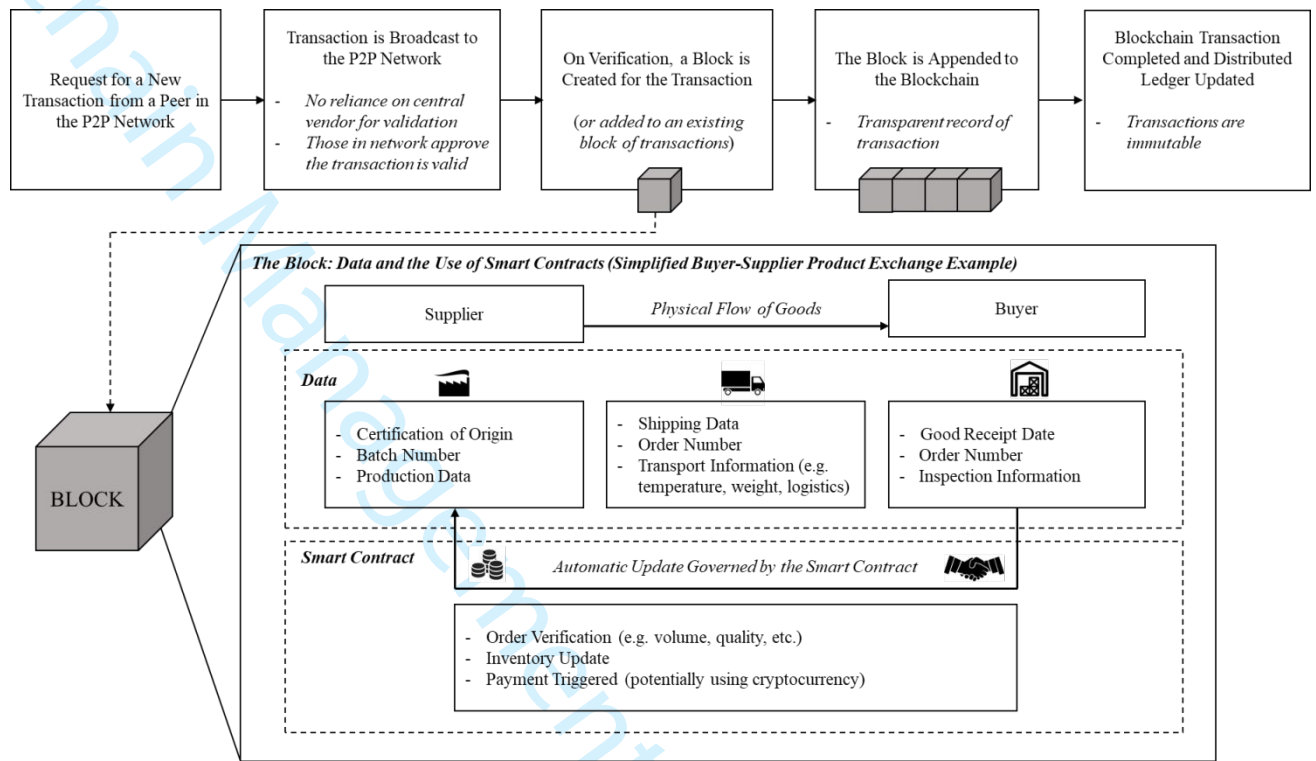 Request for a New
Transaction from a Peer in
the P2P Network
Transaction is Broadcast to
the P2P Network
- No reliance on central
vendor for validation
- Those in network approve
the transaction is valid
On Verification, a Block is
Created for the Transaction
(or added to an existing
block of transactions)
The Block is Appended to
the Blockchain
- Transparent record of
transaction
Blockchain Transaction
Completed and Distributed
Ledger Updated
- Transactions are
immutable
The Block: Data and the Use of Smart Contracts (Simplified Buyer-Supplier Product Exchange Example)
Supplier
Physical Flow of Goods
Buyer
Data
- Certification of Origin
- Batch Number
- Production Data
- Shipping Data
- Order Number
- Transport Information (e.g.
temperature, weight, logistics)
- Good Receipt Date
- Order Number
- Inspection Information
BLOCK
Smart Contract
Automatic Update Governed by the Smart Contract
- Order Verification (e.g. volume, quality, etc.)
- Inventory Update
- Payment Triggered (potentially using cryptocurrency)
Management